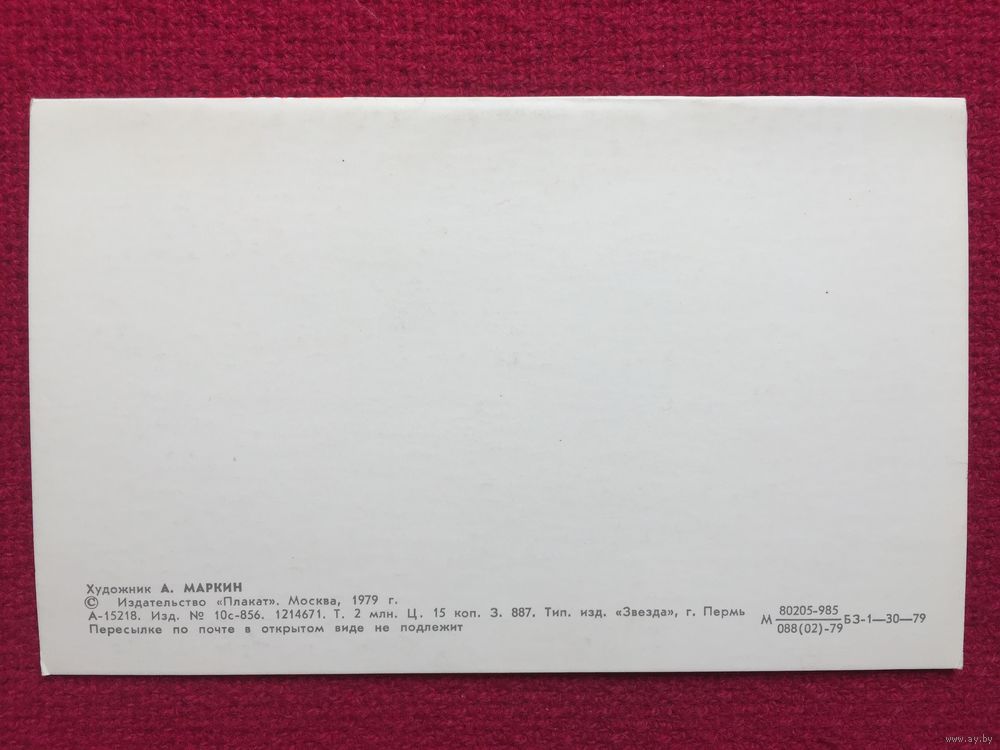 Художник А. МАРКИН
© Издательство «Плакат». Москва, 1979 г.
А-15218. Изд. № 10с-856. 1214671. Т. 2 млн. Ц. 15 коп. З. 887. Тип. изд. «Звезда», г. Пермь
Пересылке по почте в открытом виде не подлежит
80205-985
М БЗ-1—30—79
088(02)-79
www.ay.by